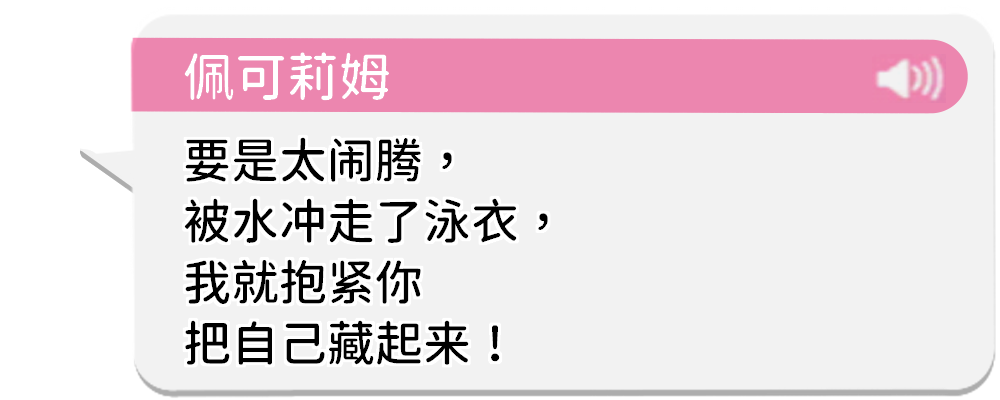 佩可莉姆
要是太闹腾，
被水冲走了泳衣，
我就抱紧你
把自己藏起来！